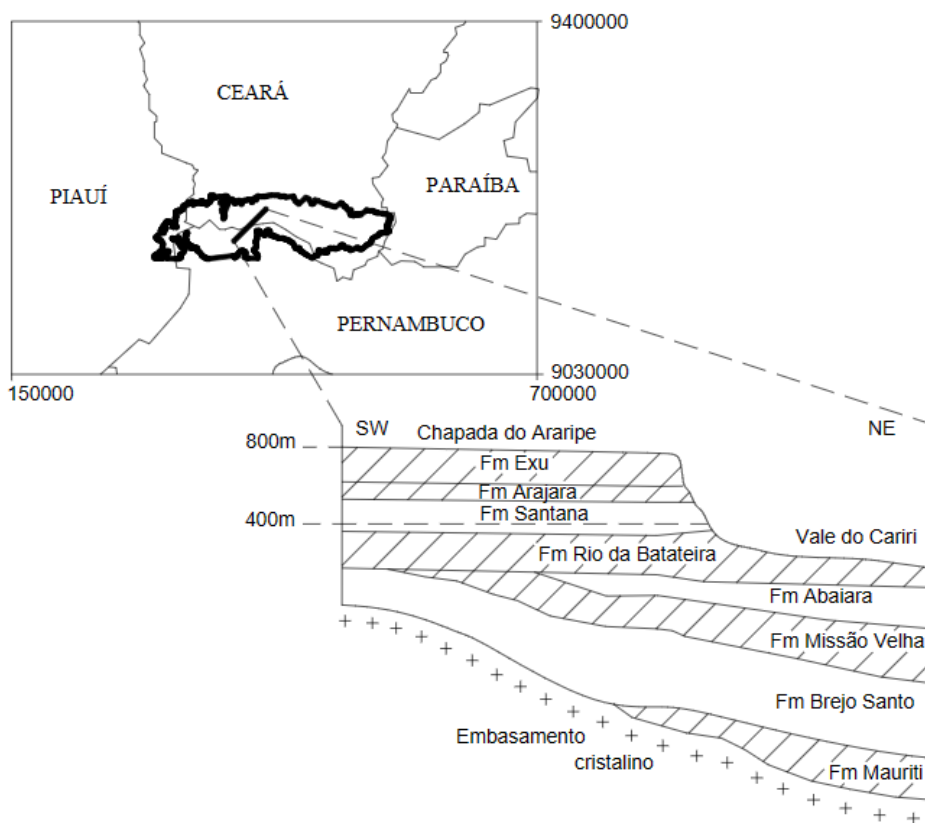 9400000
CEARÁ
PIAUÍ
PARAÍBA
PERNAMBUCO
9030000
150000
700000
SW
NE
Chapada do Araripe
800m
Fm Exu
Fm Arajara
Fm Santana
400m
Vale do Cariri
Fm Rio da Batateira
Fm Abaiara
Fm Missão Velha
Fm Brejo Santo
Embasamento
cristalino
Fm Mauriti